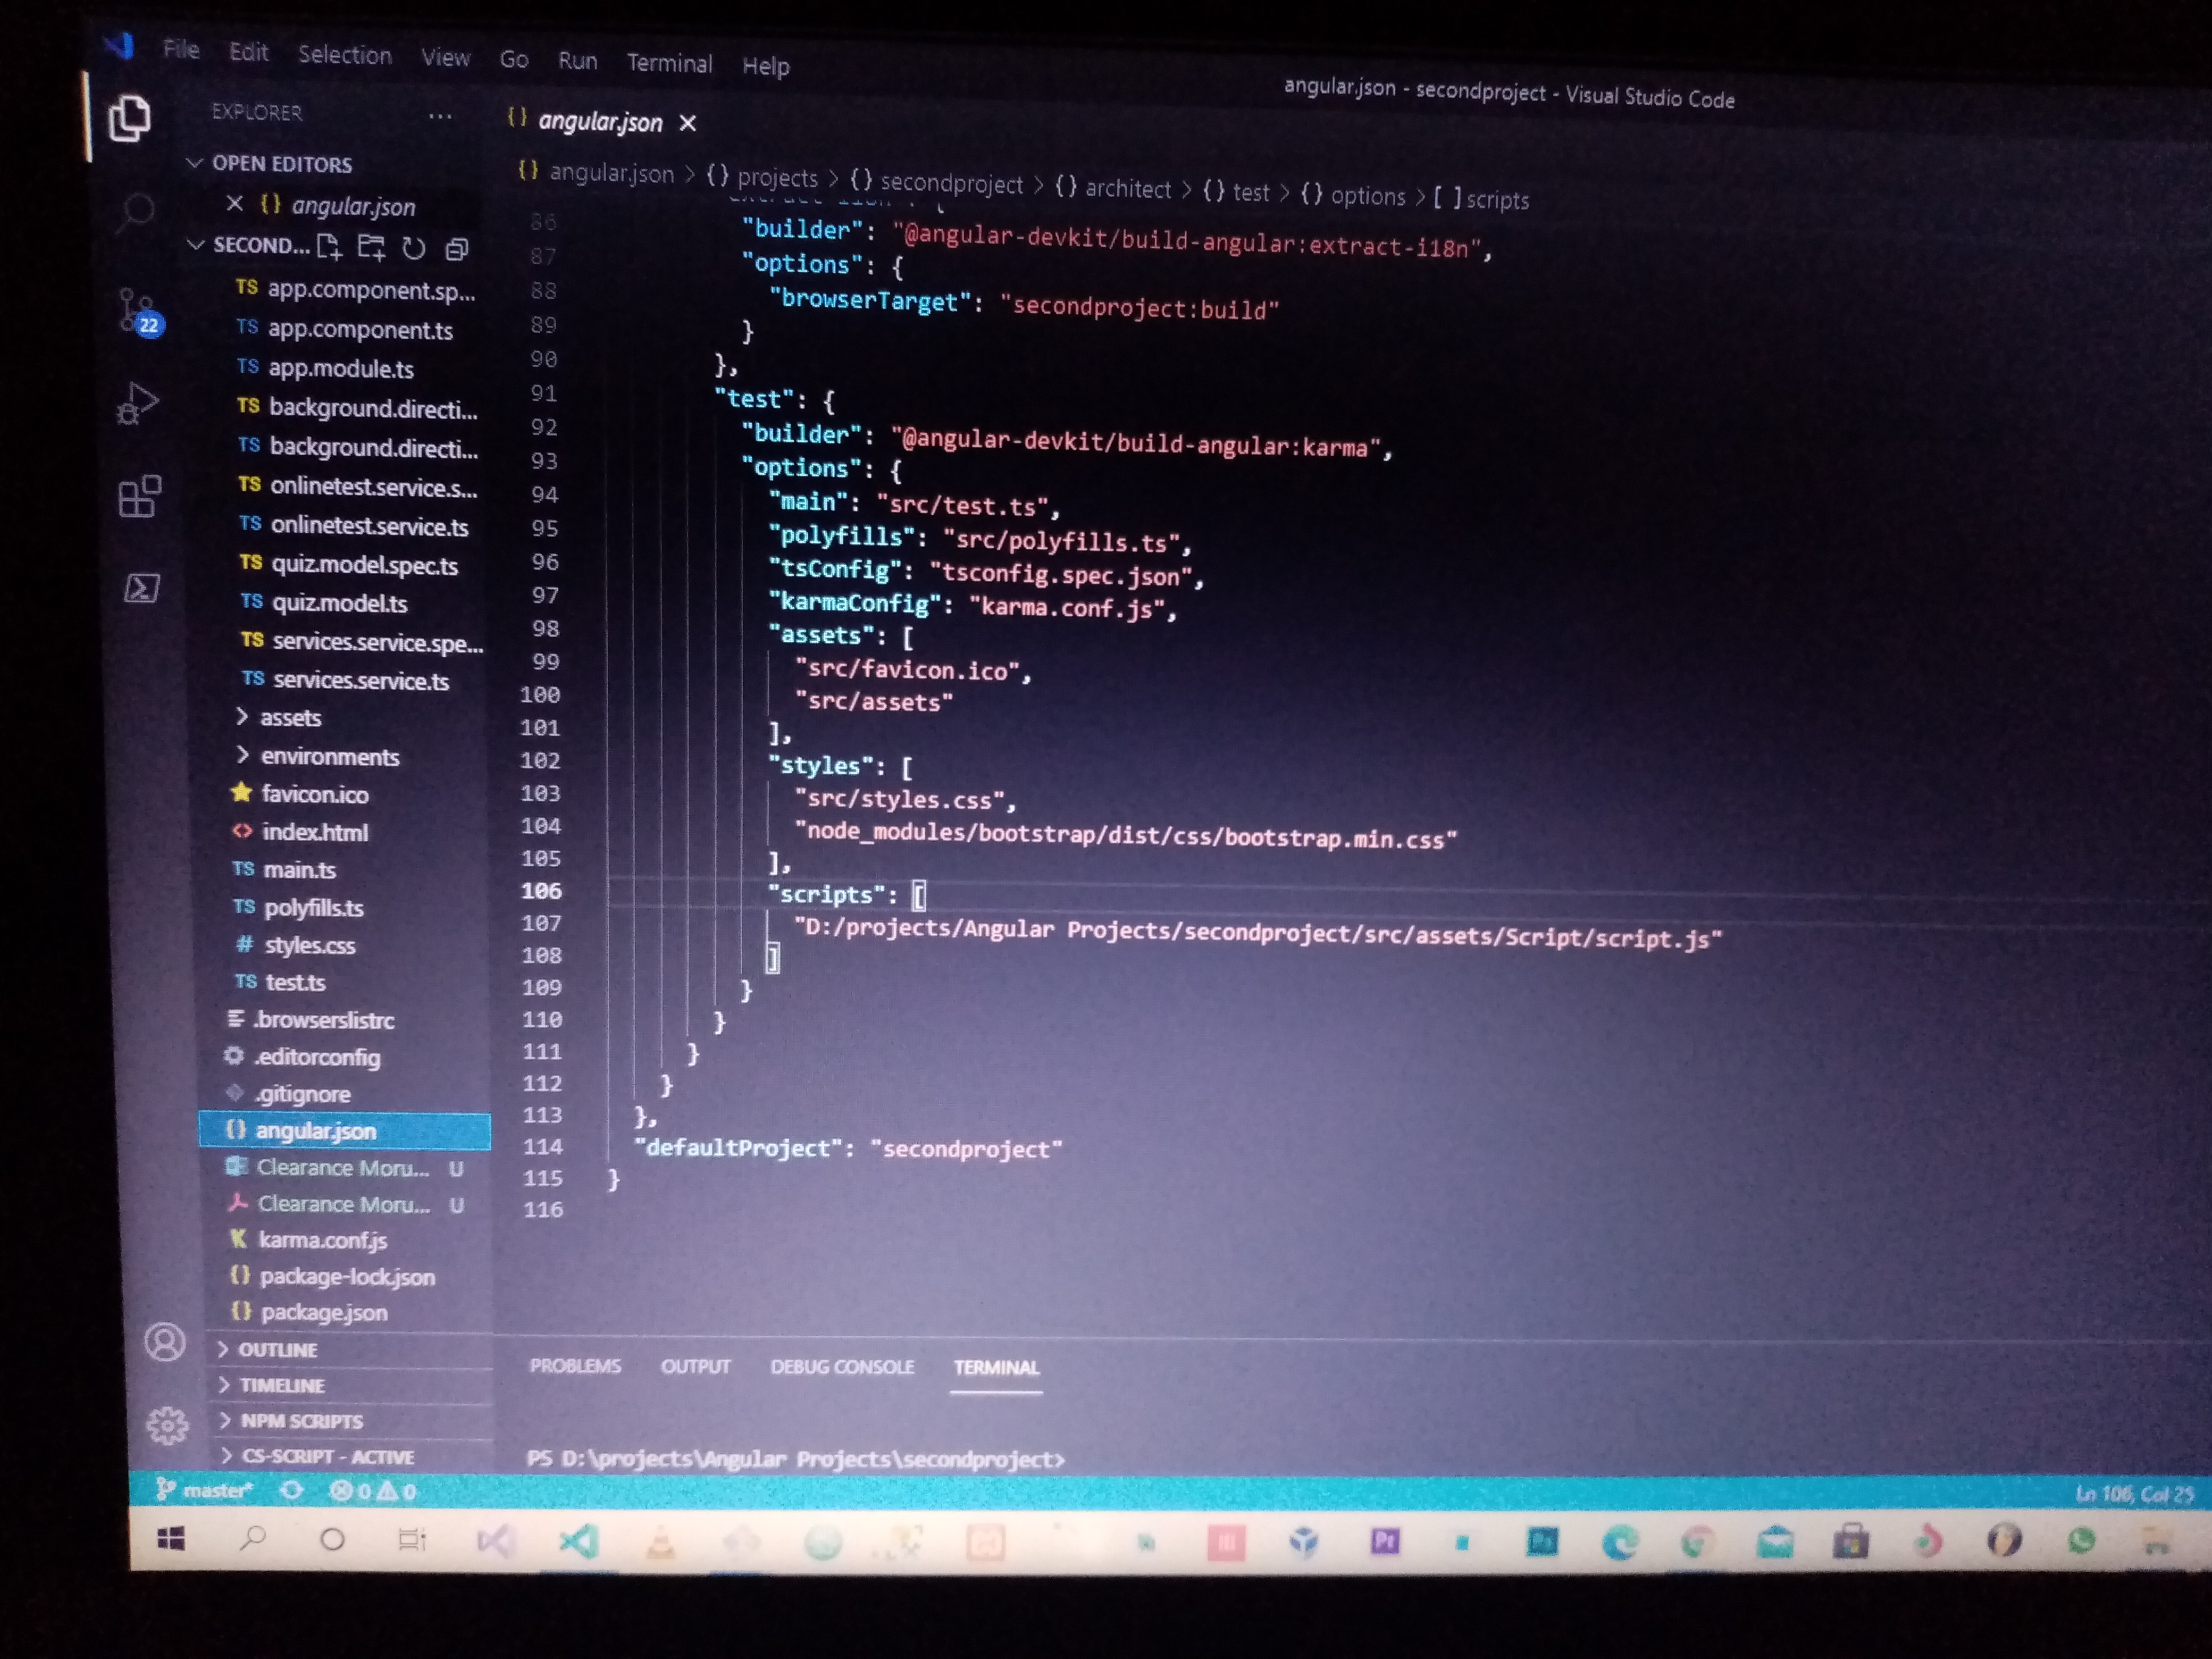 File Edit Selection View Go Run Terminal Help
angular.json - secondproject - Visual Studio Code
EXPLORER ...
OPEN EDITORS
{} angular.json
SECOND...
22
TS app.component.sp...
TS app.component.ts
TS app.module.ts
TS background.directi...
TS background.directi...
TS onlinetest.service.s...
TS onlinetest.service.ts
TS quiz.model.spec.ts
TS quiz.model.ts
TS services.service.spe...
TS services.service.ts
> assets
> environments
favicon.ico
<> index.html
TS main.ts
TS polyfills.ts
# styles.css
TS test.ts
.browserslistrc
.editorconfig
.gitignore
{} angular.json
Clearance Moru... U
Clearance Moru... U
K karma.conf.js
{} package-lock.json
{} package.json
> OUTLINE
> TIMELINE
> NPM SCRIPTS
> CS-SCRIPT - ACTIVE
{} angular.json ×
{} angular.json > {} projects > {} secondproject > {} architect > {} test > {} options > [ ] scripts
86 "builder": "@angular-devkit/build-angular:extract-i18n",
87 "options": {
88 "browserTarget": "secondproject:build"
89 }
90 },
91 "test": {
92 "builder": "@angular-devkit/build-angular:karma",
93 "options": {
94 "main": "src/test.ts",
95 "polyfills": "src/polyfills.ts",
96 "tsConfig": "tsconfig.spec.json",
97 "karmaConfig": "karma.conf.js",
98 "assets": [
99 "src/favicon.ico",
100 "src/assets"
101 ],
102 "styles": [
103 "src/styles.css",
104 "node_modules/bootstrap/dist/css/bootstrap.min.css"
105 ],
106 "scripts": [
107 "D:/projects/Angular Projects/secondproject/src/assets/Script/script.js"
108 ]
109 }
110 }
111 }
112 }
113 },
114 "defaultProject": "secondproject"
115 }
116
PROBLEMS OUTPUT DEBUG CONSOLE TERMINAL
PS D:\projects\Angular Projects\secondproject>
master* 0 0
Ln 106, Col 25
Pr